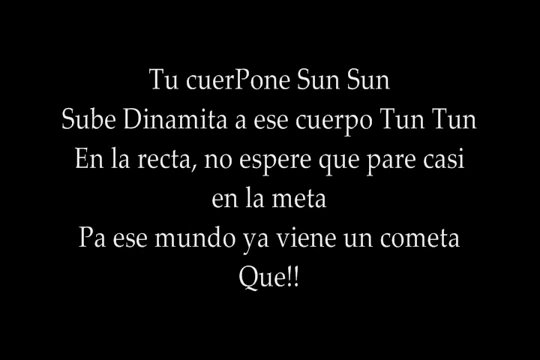 Tu cuerPone Sun Sun
Sube Dinamita a ese cuerpo Tun Tun
En la recta, no espere que pare casi
en la meta
Pa ese mundo ya viene un cometa
Que!!